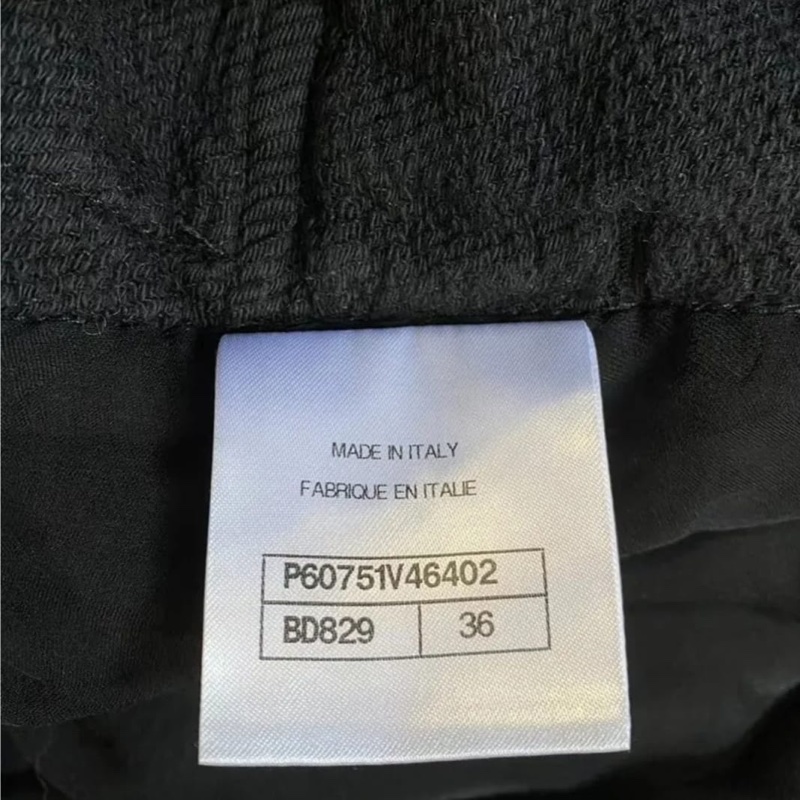 MADE IN ITALY
FABRIQUE EN ITALIE
P60751V46402
BD829 36